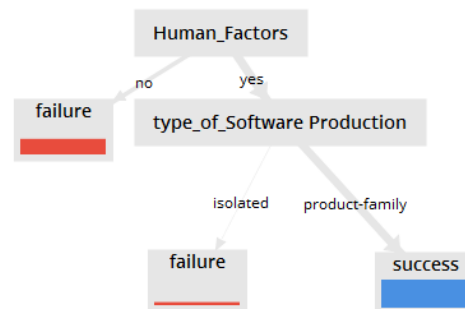 Human_Factors
no
yes
failure
type_of_Software Production
isolated
product-family
failure
success